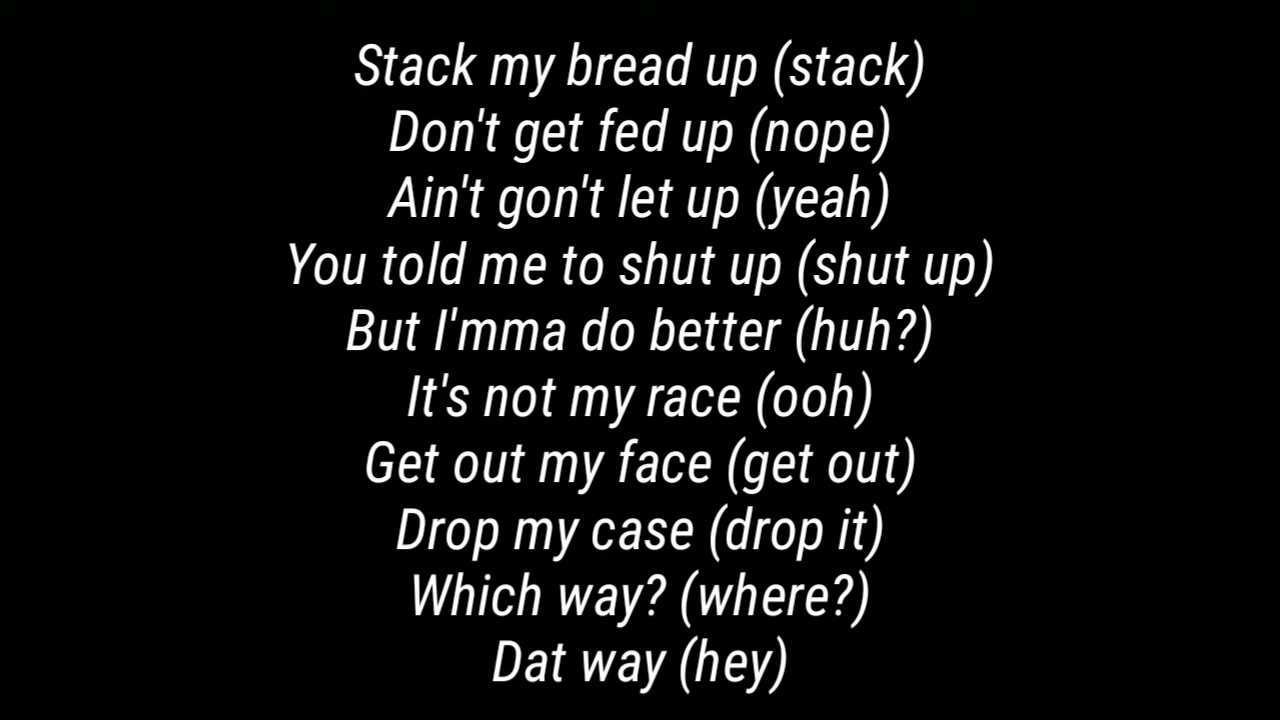 Stack my bread up (stack)
Don't get fed up (nope)
Ain't gon't let up (yeah)
You told me to shut up (shut up)
But I'mma do better (huh?)
It's not my race (ooh)
Get out my face (get out)
Drop my case (drop it)
Which way? (where?)
Dat way (hey)